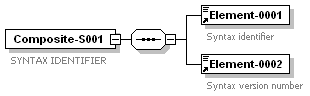 Element-0001
Syntax identifier
Composite-S001
SYNTAX IDENTIFIER
Element-0002
Syntax version number